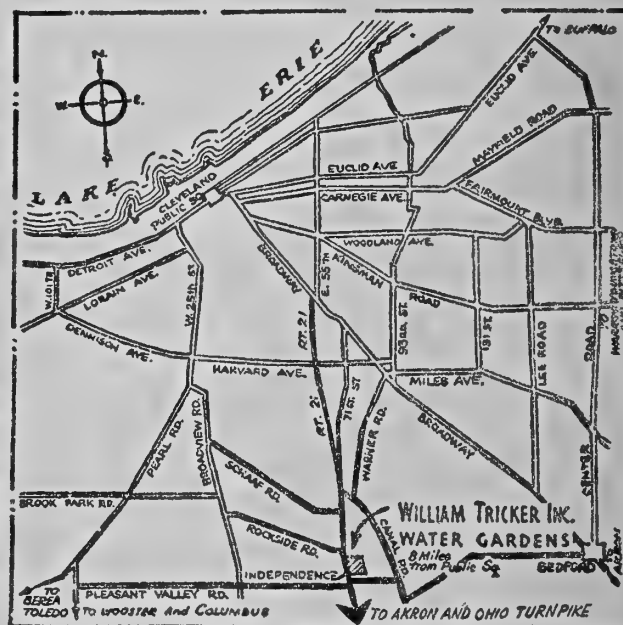 TO BUFFALO
N.
W. E.
S
LAKE ERIE
CLEVELAND
PUBLIC SQ.
EUCLID AVE.
MAYFIELD ROAD
EUCLID AVE.
CARNEGIE AVE.
FAIRMOUNT BLVD.
WOODLAND AVE.
KINSMAN ROAD
DETROIT AVE.
W. 101 TR
LORAIN AVE.
DENNISON AVE.
W. 25th ST
BROADWAY
E. 55TH
RT. 21
RT. 21
71 ST. ST
93RD. ST.
131 ST.
LEE ROAD
CENTER ROAD
HARVARD AVE.
MILES AVE.
BROADWAY
WARNER RD.
PEARL RD.
BROADVIEW RD.
SCHAAF RD.
BROOK PARK RD.
ROCKSIDE RD.
CANAL RD.
WILLIAM TRICKER INC.
WATER GARDENS
8 Miles
from Public Sq.
BEDFORD
INDEPENDENCE
PLEASANT VALLEY RD.
TO
BEREA
TOLEDO
TO WOOSTER AND COLUMBUS
TO AKRON AND OHIO TURNPIKE